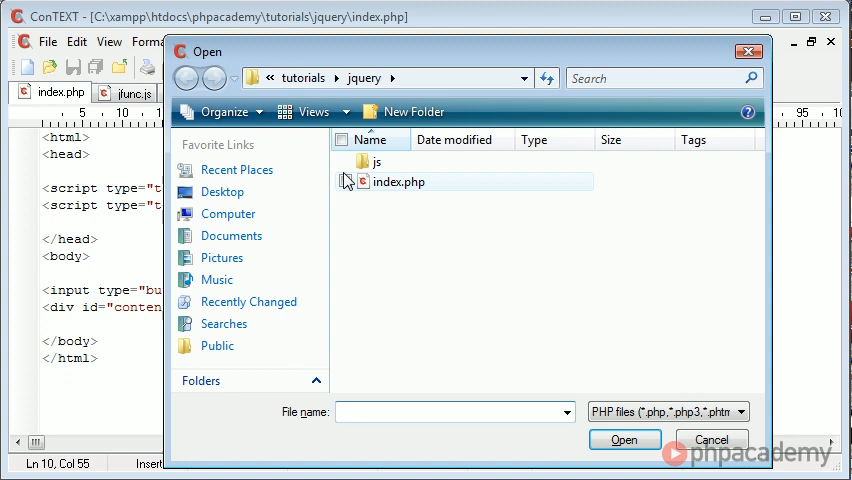 ConTEXT - [C:\xampp\htdocs\phpacademy\tutorials\jquery\index.php]
File Edit View Forma
index.php jfunc.js
5 10 1 95 100
Open
« tutorials jquery
Search
Organize Views New Folder
Favorite Links
Recent Places
Desktop
Computer
Documents
Pictures
Music
Recently Changed
Searches
Public
Folders
Name Date modified Type Size Tags
js
index.php
File name:
PHP files (*.php,*.php3,*.phtm
Open Cancel
<html>
<head>
<script type="t
<script type="t
</head>
<body>
<input type="bu
<div id="conten
</body>
</html>
Ln 10, Col 55 Insert
phpacademy